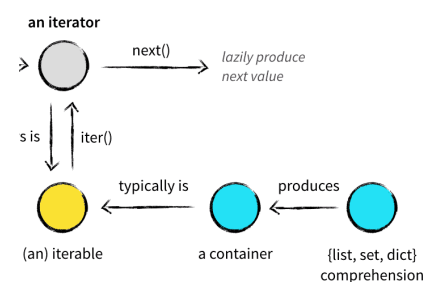 an iterator
next()
lazily produce
next value
s is
iter()
typically is
produces
(an) iterable
a container
{list, set, dict}
comprehension